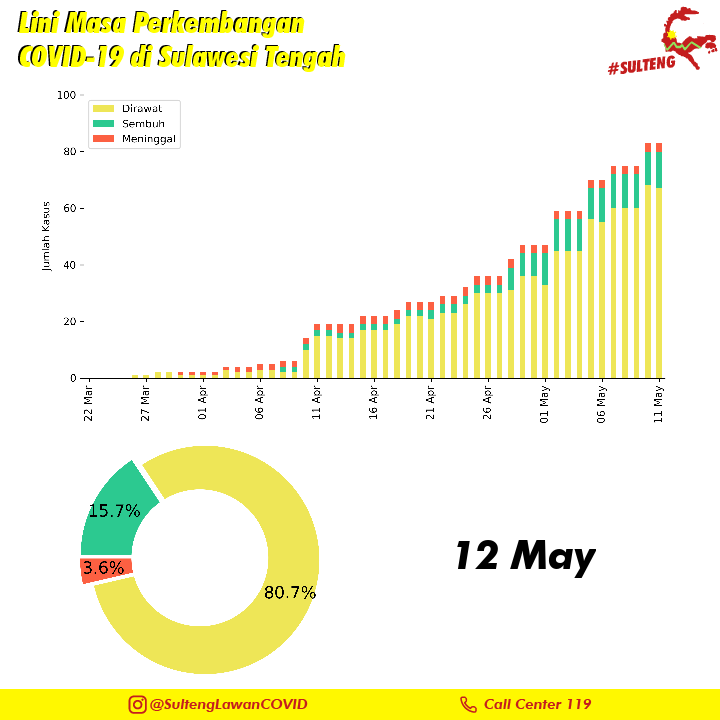 Lini Masa Perkembangan
COVID-19 di Sulawesi Tengah
#SULTENG
100
80
60
40
20
0
Jumlah Kasus
Dirawat
Sembuh
Meninggal
22 Mar
27 Mar
01 Apr
06 Apr
11 Apr
16 Apr
21 Apr
26 Apr
01 May
06 May
11 May
15.7%
3.6%
80.7%
12 May
@SultengLawanCOVID
Call Center 119